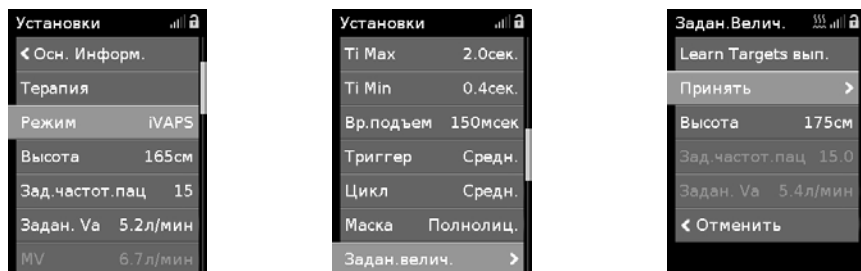 Установки
Осн. Информ.
Терапия
Режим iVAPS
Высота 165см
Зад.частот.пац 15
Задан. Va 5.2л/мин
MV 6.7л/мин
Установки
Ti Max 2.0сек.
Ti Min 0.4сек.
Вр.подъем 150мсек
Триггер Средн.
Цикл Средн.
Маска Полнолиц.
Задан.велич.
Задан.Велич.
Learn Targets вып.
Принять
Высота 175см
Зад.частот.пац 15.0
Задан. Va 5.4л/мин
Отменить